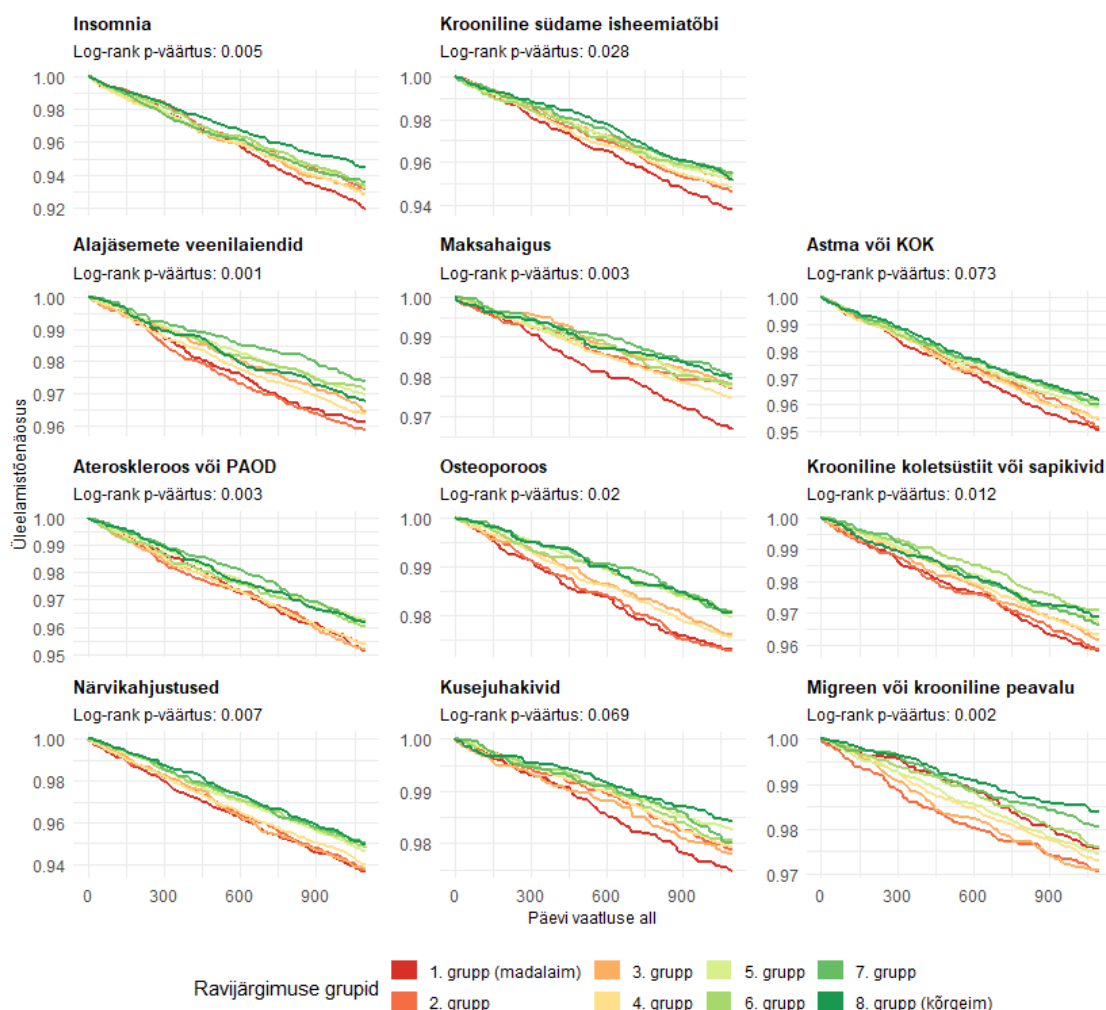 Insomnia
Log-rank p-väärtus: 0.005
1.00
0.98
0.96
0.94
0.92
Krooniline südame isheemiatõbi
Log-rank p-väärtus: 0.028
1.00
0.98
0.96
0.94
Alajäsemete veenilaiendid
Log-rank p-väärtus: 0.001
1.00
0.99
0.98
0.97
0.96
Maksahaigus
Log-rank p-väärtus: 0.003
1.00
0.99
0.98
0.97
Astma või KOK
Log-rank p-väärtus: 0.073
1.00
0.99
0.98
0.97
0.96
0.95
Ateroskleroos või PAOD
Log-rank p-väärtus: 0.003
1.00
0.99
0.98
0.97
0.96
0.95
Osteoporoos
Log-rank p-väärtus: 0.02
1.00
0.99
0.98
Krooniline koletsüstiit või sapikivid
Log-rank p-väärtus: 0.012
1.00
0.99
0.98
0.97
0.96
Närvikahjustused
Log-rank p-väärtus: 0.007
1.00
0.98
0.96
0.94
0 300 600 900
Kusejuhakivid
Log-rank p-väärtus: 0.069
1.00
0.99
0.98
0 300 600 900
Migreen või krooniline peavalu
Log-rank p-väärtus: 0.002
1.00
0.99
0.98
0.97
0 300 600 900
Üleelamistõenäosus
Päevi vaatluse all
Ravijärgimuse grupid
1. grupp (madalaim)
2. grupp
3. grupp
4. grupp
5. grupp
6. grupp
7. grupp
8. grupp (kõrgeim)